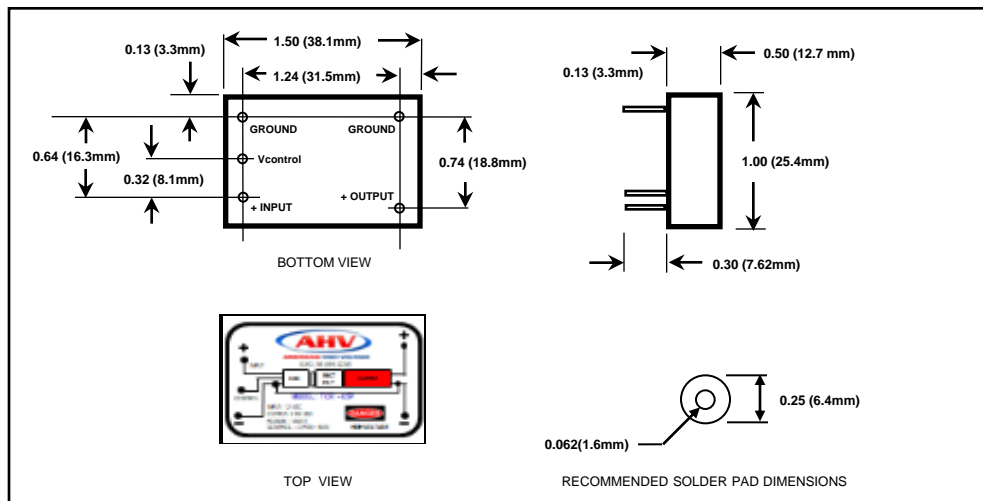 1.50 (38.1mm)
0.13 (3.3mm)
1.24 (31.5mm)
GROUND
GROUND
0.64 (16.3mm)
Vcontrol
0.74 (18.8mm)
0.32 (8.1mm)
+ INPUT
+ OUTPUT
BOTTOM VIEW
0.50 (12.7 mm)
0.13 (3.3mm)
1.00 (25.4mm)
0.30 (7.62mm)
AHV
+
+
DANGER
TOP VIEW
0.25 (6.4mm)
0.062(1.6mm)
RECOMMENDED SOLDER PAD DIMENSIONS